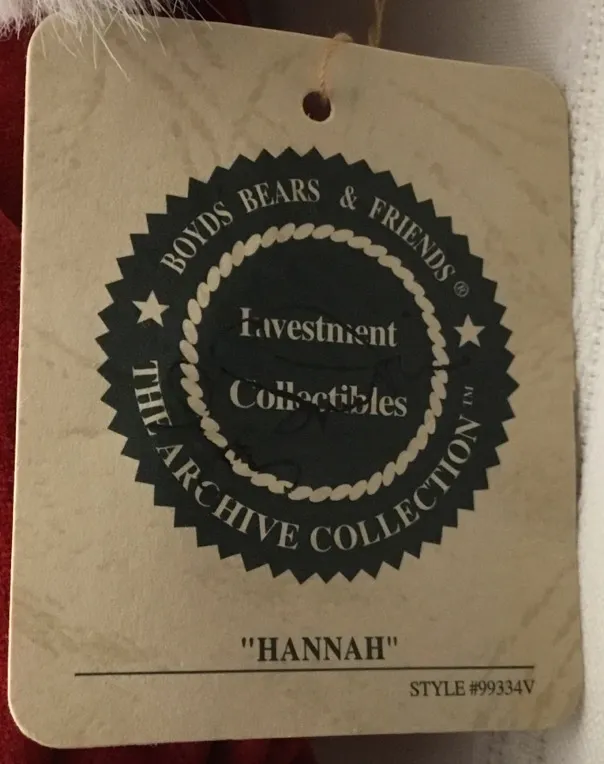 BOYDS BEARS & FRIENDS®
Investment
Collectibles
THE ARCHIVE COLLECTION™
"HANNAH"
STYLE #99334V